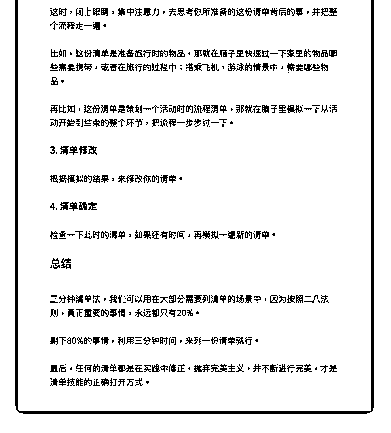 这时，闭上眼睛，集中注意力，去思考你所准备的这份清单背后的事，并把整
个流程走一遍。
比如，这份清单是准备旅行时的物品，那就在脑子里快速过一下家里的物品哪
些需要携带，或者在旅行的过程中：搭乘飞机、游泳的情景中，需要哪些物
品。
再比如，这份清单是策划一个活动时的流程清单，那就在脑子里模拟一下从活
动开始到结束的整个环节，把流程一步步过一下。
3. 清单修改
根据模拟的结果，来修改你的清单。
4. 清单确定
检查一下此时的清单，如果还有时间，再模拟一遍新的清单。
总结
三分钟清单法，我们可以用在大部分需要列清单的场景中，因为按照二八法
则，真正重要的事情，永远都只有20%。
剩下80%的事情，利用三分钟时间，来列一份清单就行。
最后，任何的清单都是在实践中修正，抛弃完美主义，并不断进行完美，才是
清单技能的正确打开方式。